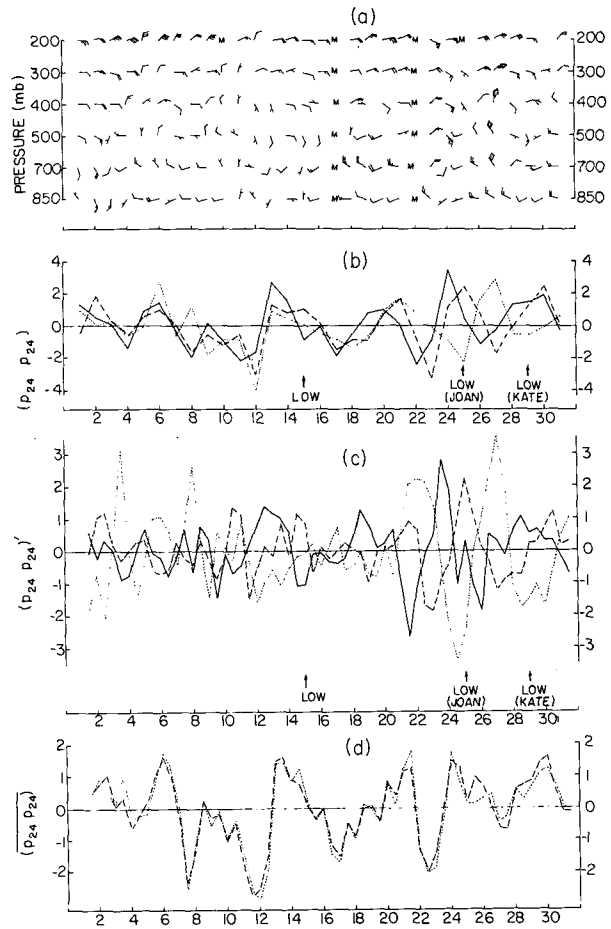 (a)
200 M M M 200
300 M M 300
400 M M 400
500 M M 500
700 M M 700
850 M M 850
PRESSURE (mb)
(b)
4 4
2 2
0 0
-2 -2
-4 -4
(p24 p24)
LOW LOW (JOAN) LOW (KATE)
2 4 6 8 10 12 14 16 18 20 22 24 26 28 30
(c)
3 3
2 2
1 1
0 0
-1 -1
-2 -2
-3 -3
(p24 p24)'
LOW LOW (JOAN) LOW (KATE)
2 4 6 8 10 12 14 16 18 20 22 24 26 28 30
(d)
2 2
1 1
0 0
-1 -1
-2 -2
(p24 p24)
2 4 6 8 10 12 14 16 18 20 22 24 26 28 30